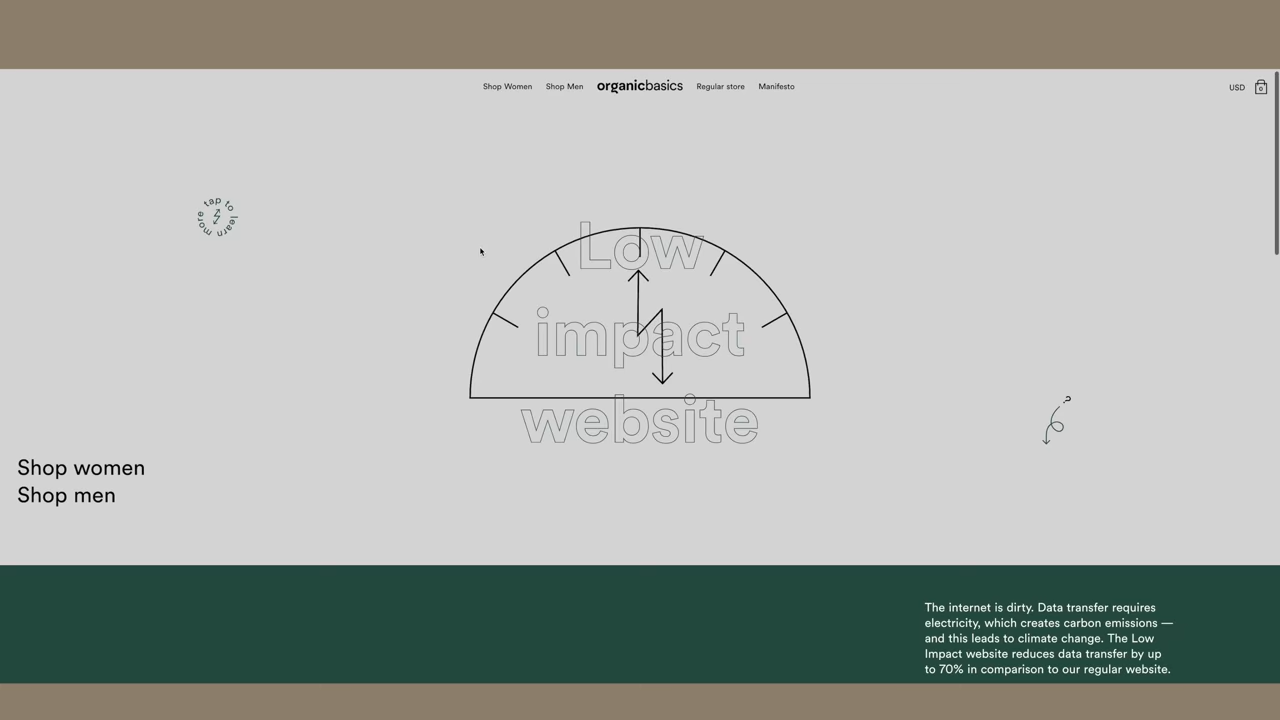 Shop Women Shop Men organicbasics Regular store Manifesto USD 0
tap to learn more
Low
impact
website
?
Shop women
Shop men
The internet is dirty. Data transfer requires
electricity, which creates carbon emissions —
and this leads to climate change. The Low
Impact website reduces data transfer by up
to 70% in comparison to our regular website.